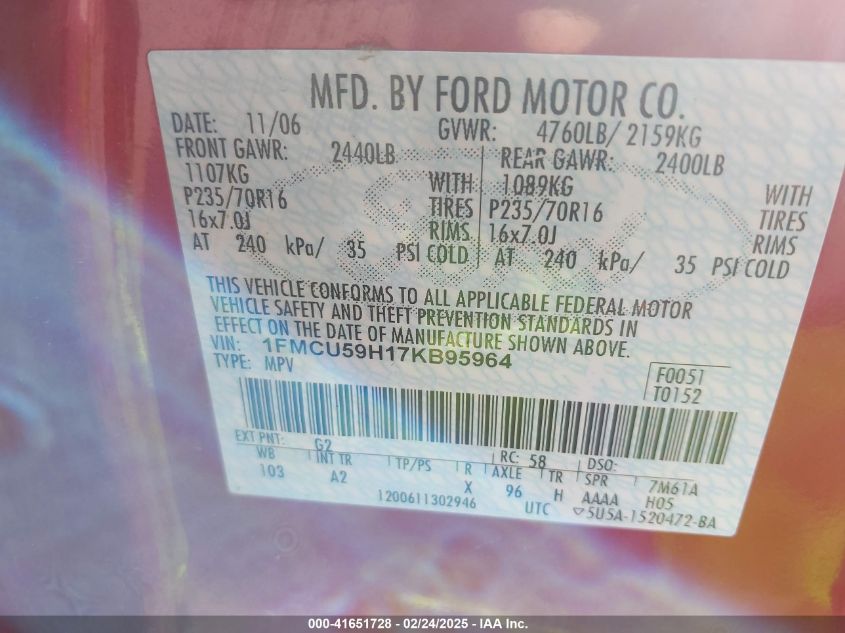 MFD. BY FORD MOTOR CO.
DATE: 11/06 GVWR: 4760LB/ 2159KG
FRONT GAWR: 2440LB REAR GAWR: 2400LB
1107KG WITH 1089KG WITH
P235/70R16 TIRES P235/70R16 TIRES
16x7.0J RIMS 16x7.0J RIMS
AT 240 kPa/ 35 PSI COLD AT 240 kPa/ 35 PSI COLD
THIS VEHICLE CONFORMS TO ALL APPLICABLE FEDERAL MOTOR
VEHICLE SAFETY AND THEFT PREVENTION STANDARDS IN
EFFECT ON THE DATE OF MANUFACTURE SHOWN ABOVE.
VIN: 1FMCU59H17KB95964
TYPE: MPV
F0051
T0152
EXT PNT: G2 RC: 58 DSO:
WB INT TR TP/PS R AXLE TR SPR 7M61A
103 A2 X 96 H AAAA H05
1200611302946 UTC ▽5U5A-1520472-BA
000-41651728 - 02/24/2025 - IAA Inc.